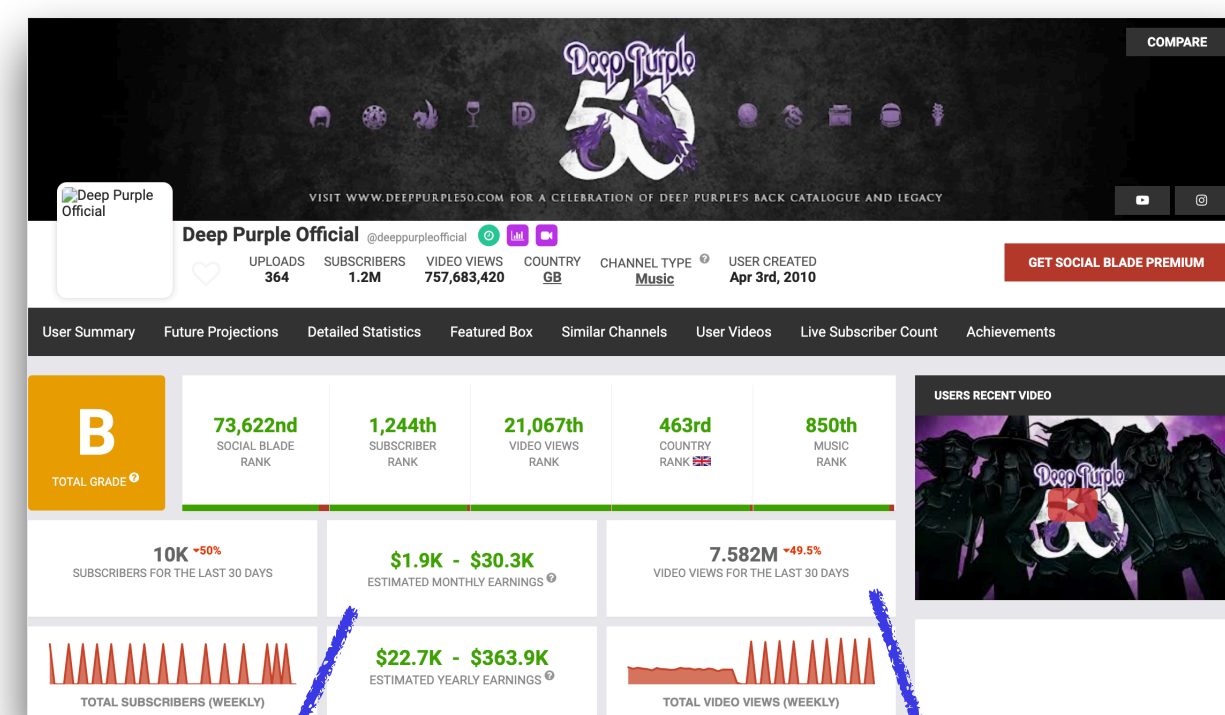 COMPARE
Deep Purple
50
VISIT WWW.DEEPPURPLE50.COM FOR A CELEBRATION OF DEEP PURPLE'S BACK CATALOGUE AND LEGACY
Deep Purple
Official
Deep Purple Official @deeppurpleofficial
UPLOADS SUBSCRIBERS VIDEO VIEWS COUNTRY CHANNEL TYPE ? USER CREATED
364 1.2M 757,683,420 GB Music Apr 3rd, 2010
GET SOCIAL BLADE PREMIUM
User Summary Future Projections Detailed Statistics Featured Box Similar Channels User Videos Live Subscriber Count Achievements
B
TOTAL GRADE ?
73,622nd
SOCIAL BLADE
RANK
1,244th
SUBSCRIBER
RANK
21,067th
VIDEO VIEWS
RANK
463rd
COUNTRY
RANK
850th
MUSIC
RANK
USERS RECENT VIDEO
Deep Purple
50
10K -50%
SUBSCRIBERS FOR THE LAST 30 DAYS
$1.9K - $30.3K
ESTIMATED MONTHLY EARNINGS ?
7.582M -49.5%
VIDEO VIEWS FOR THE LAST 30 DAYS
TOTAL SUBSCRIBERS (WEEKLY)
$22.7K - $363.9K
ESTIMATED YEARLY EARNINGS ?
TOTAL VIDEO VIEWS (WEEKLY)